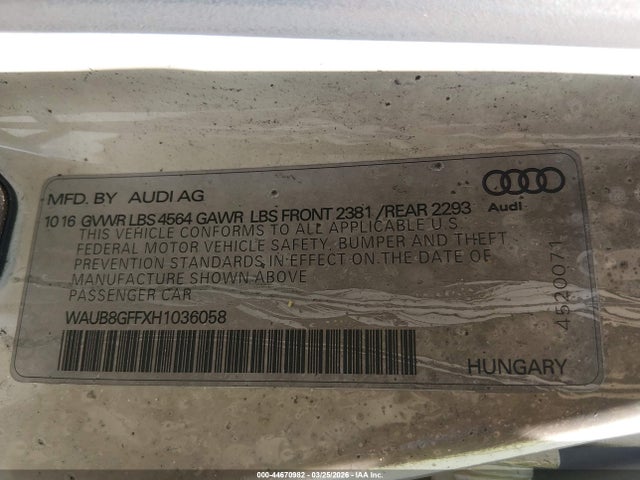 MFD. BY AUDI AG
10 16 GVWR LBS 4564 GAWR LBS FRONT 2381 /REAR 2293
Audi
THIS VEHICLE CONFORMS TO ALL APPLICABLE U.S.
FEDERAL MOTOR VEHICLE SAFETY, BUMPER AND THEFT
PREVENTION STANDARDS IN EFFECT ON THE DATE OF
MANUFACTURE SHOWN ABOVE
PASSENGER CAR
WAUB8GFFXH1036058
4520071
HUNGARY
000-44670982 - 03/25/2026 - IAA Inc.